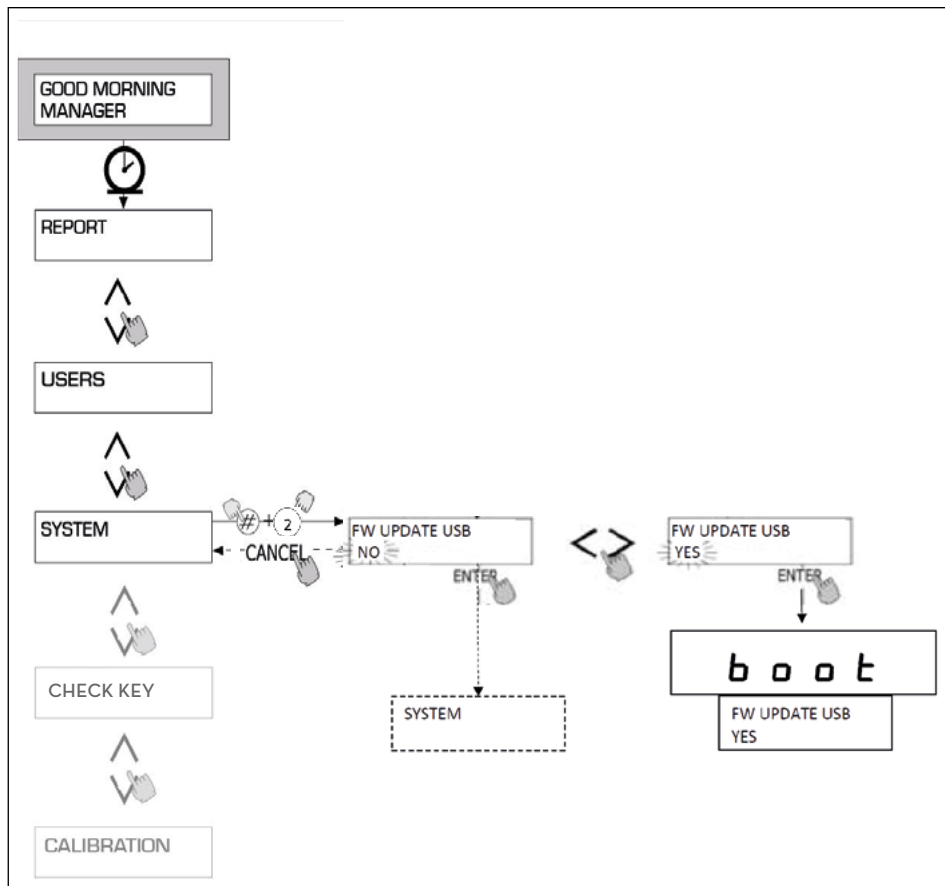 GOOD MORNING
MANAGER
REPORT
USERS
SYSTEM
# + 2
CANCEL
FW UPDATE USB
NO
ENTER
FW UPDATE USB
YES
ENTER
boot
FW UPDATE USB
YES
SYSTEM
CHECK KEY
CALIBRATION